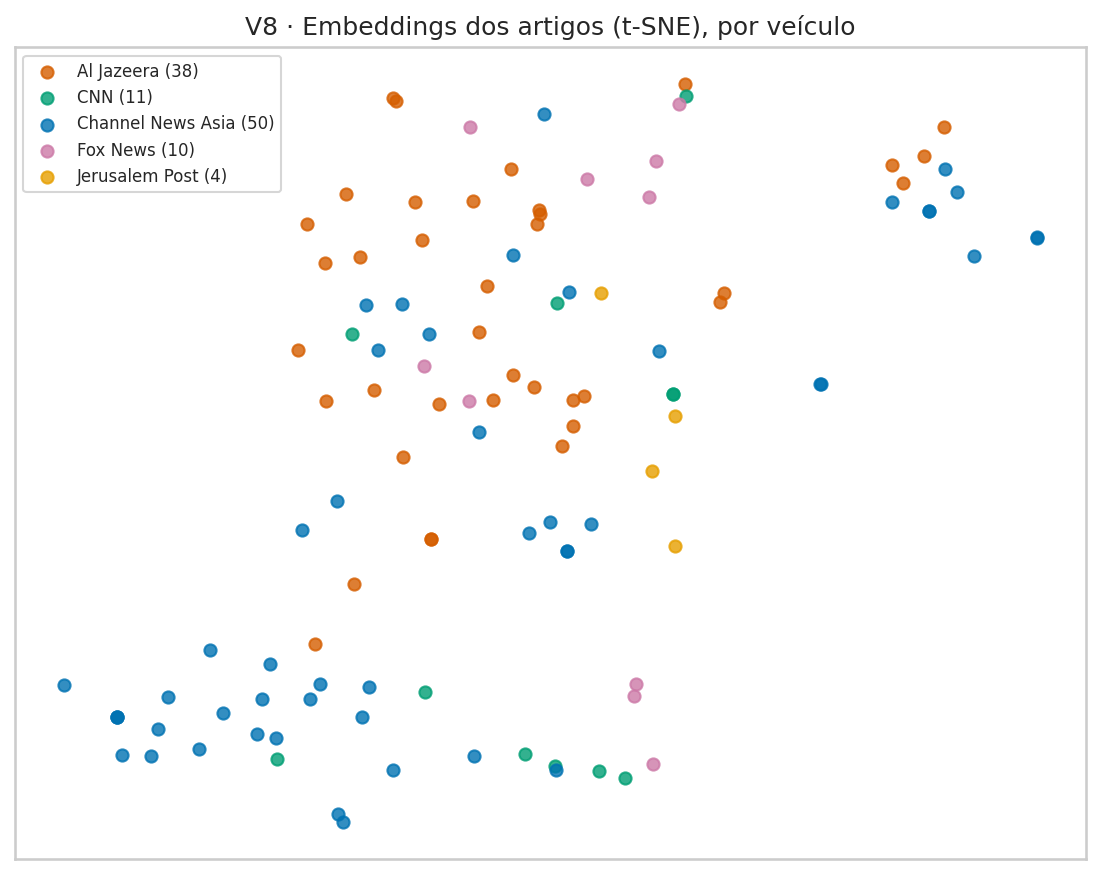 V8 · Embeddings dos artigos (t-SNE), por veículo
Al Jazeera (38)
CNN (11)
Channel News Asia (50)
Fox News (10)
Jerusalem Post (4)